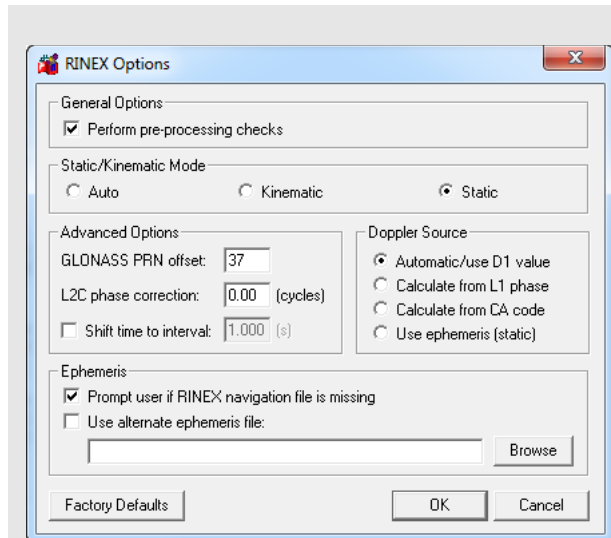 RINEX Options
General Options
Perform pre-processing checks
Static/Kinematic Mode
Auto Kinematic Static
Advanced Options
GLONASS PRN offset: 37
L2C phase correction: 0.00 (cycles)
Shift time to interval: 1.000 (s)
Doppler Source
Automatic/use D1 value
Calculate from L1 phase
Calculate from CA code
Use ephemeris (static)
Ephemeris
Prompt user if RINEX navigation file is missing
Use alternate ephemeris file:
Browse
Factory Defaults OK Cancel